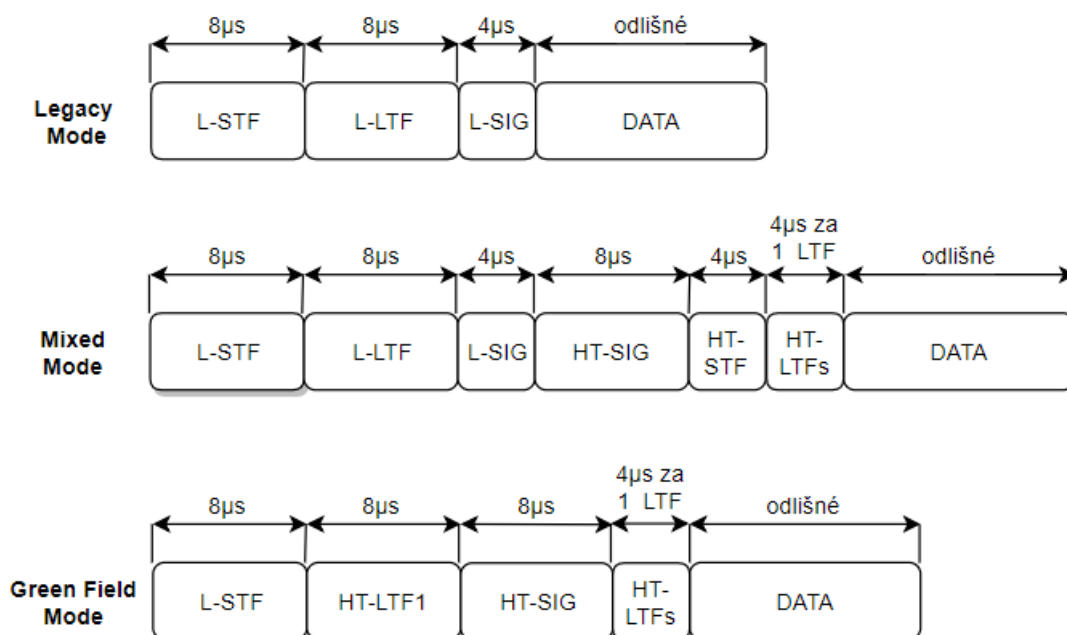 8µs 8µs 4µs odlišné
Legacy
Mode
L-STF L-LTF L-SIG DATA
4µs za
1 LTF
8µs 8µs 4µs 8µs 4µs odlišné
Mixed
Mode
L-STF L-LTF L-SIG HT-SIG HT-
STF HT-
LTFs DATA
4µs za
1 LTF
8µs 8µs 8µs odlišné
Green Field
Mode
L-STF HT-LTF1 HT-SIG HT-
LTFs DATA